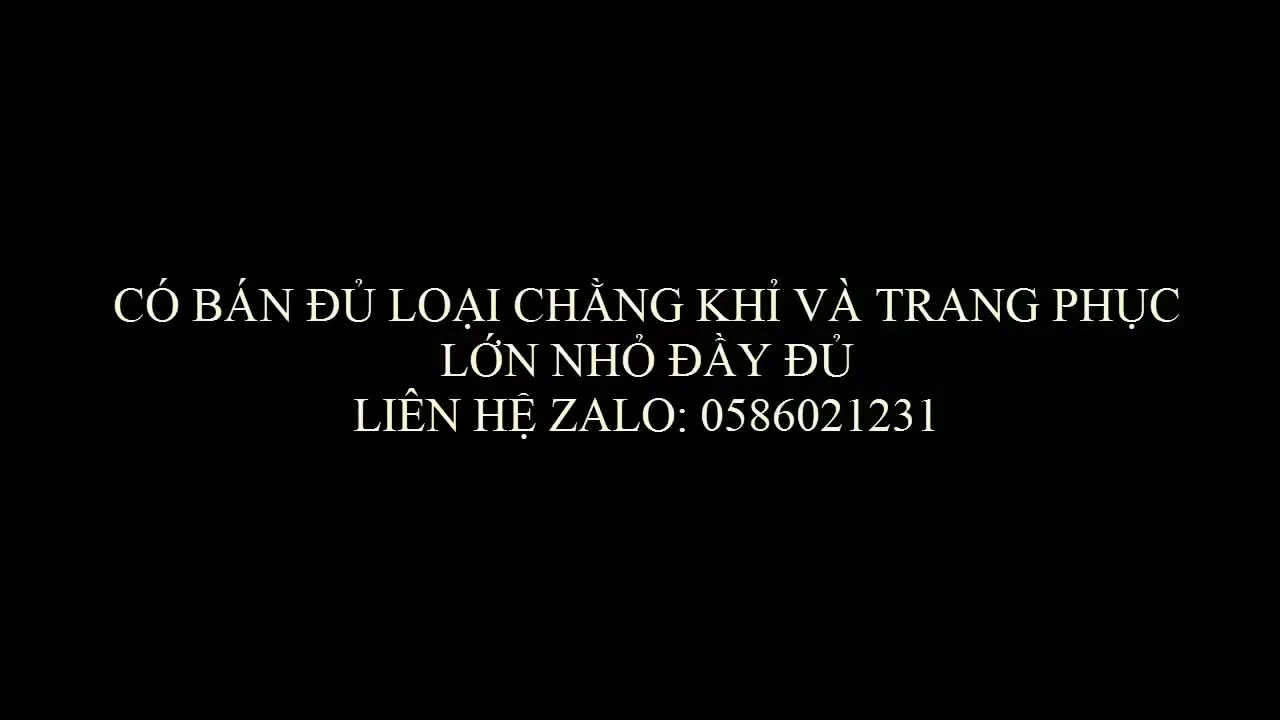 CÓ BÁN ĐỦ LOẠI CHẰNG KHỈ VÀ TRANG PHỤC
LỚN NHỎ ĐẦY ĐỦ
LIÊN HỆ ZALO: 0586021231